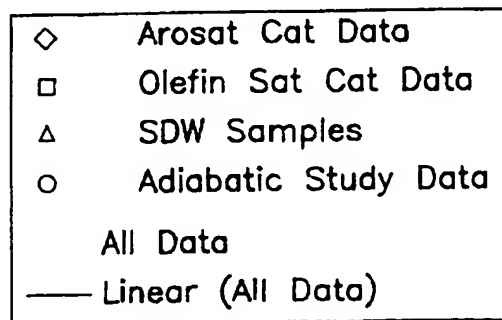 Arosat Cat Data
Olefin Sat Cat Data
SDW Samples
Adiabatic Study Data
All Data
Linear (All Data)